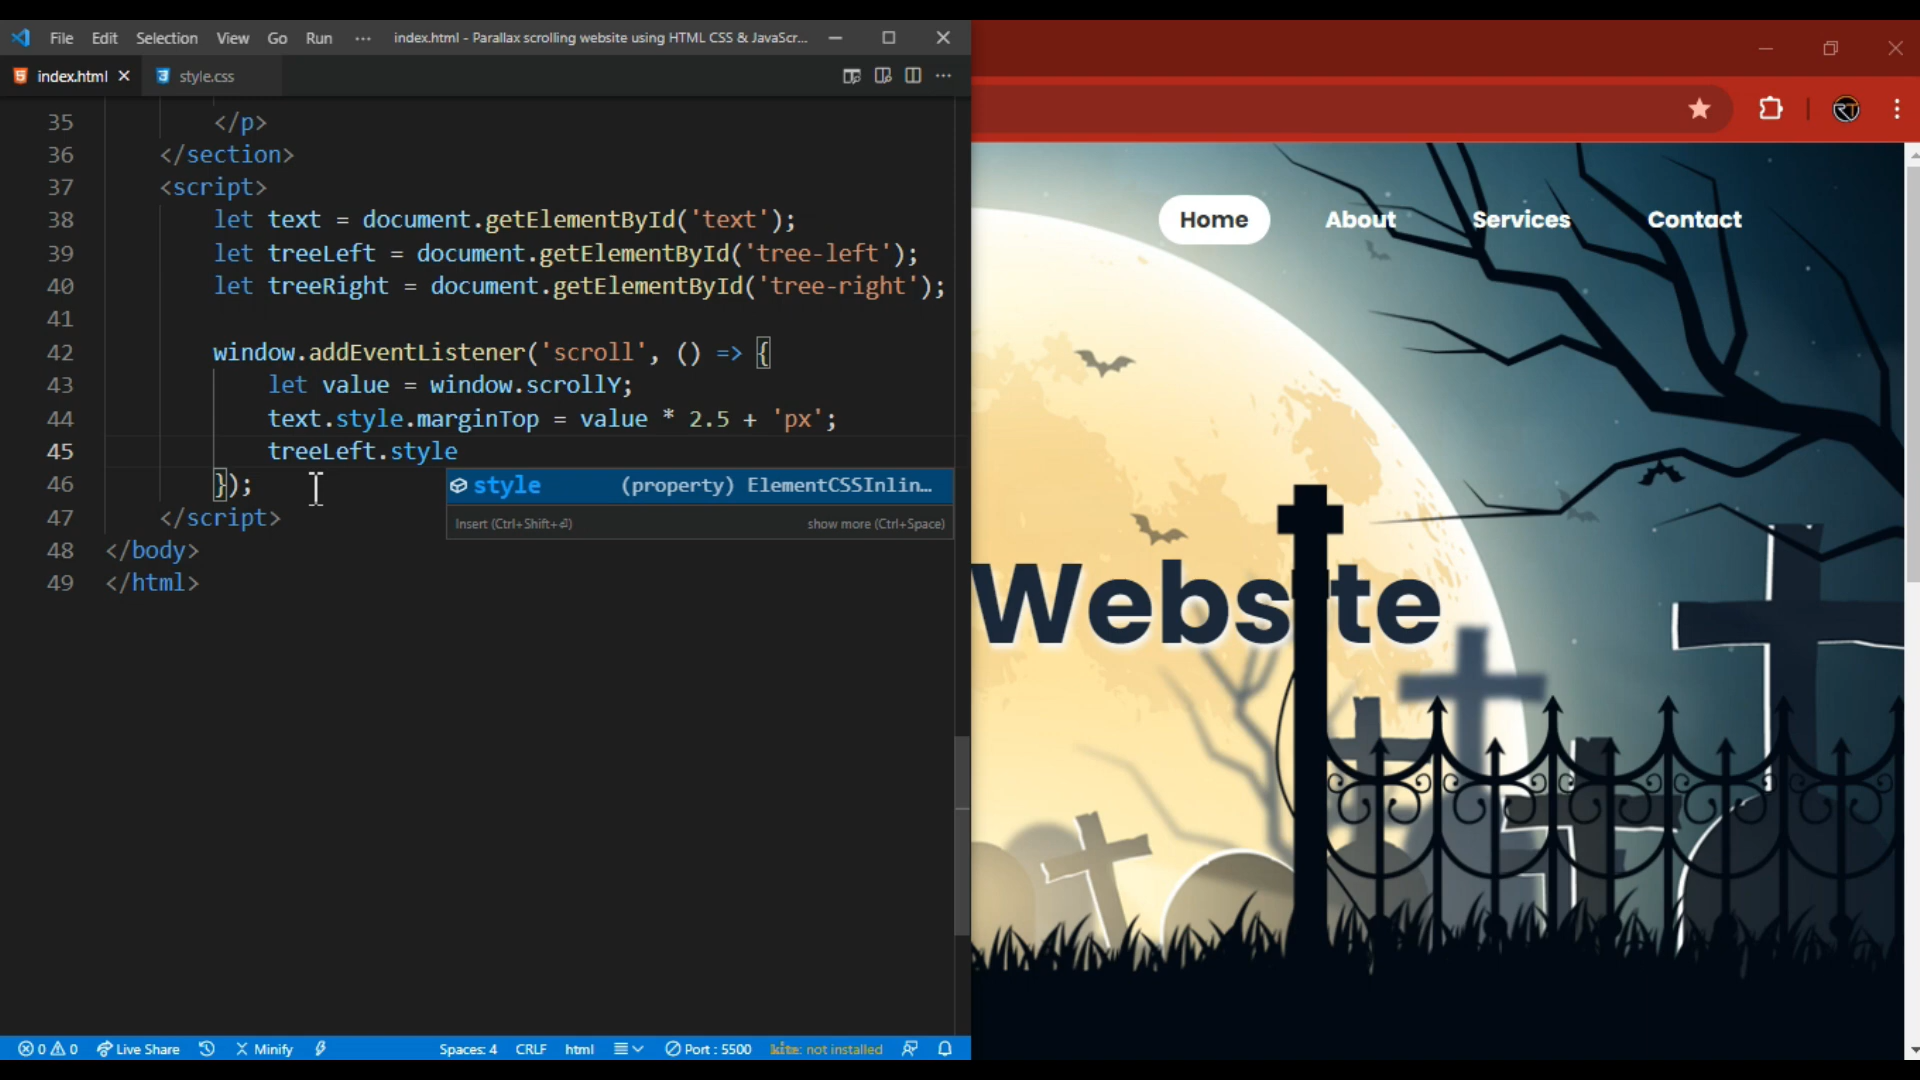 File Edit Selection View Go Run ··· index.html - Parallax scrolling website using HTML CSS & JavaScr...
index.html style.css
35 </p>
36 </section>
37 <script>
38 let text = document.getElementById('text');
39 let treeLeft = document.getElementById('tree-left');
40 let treeRight = document.getElementById('tree-right');
41
42 window.addEventListener('scroll', () => {
43 let value = window.scrollY;
44 text.style.marginTop = value * 2.5 + 'px';
45 treeLeft.style
46 });
style (property) ElementCSSInlin...
47 </script>
Insert (Ctrl+Shift+⏎) show more (Ctrl+Space)
48 </body>
49 </html>
0 0 Live Share Minify Spaces: 4 CRLF html Port : 5500 kite: not installed
RT
Home About Services Contact
Website